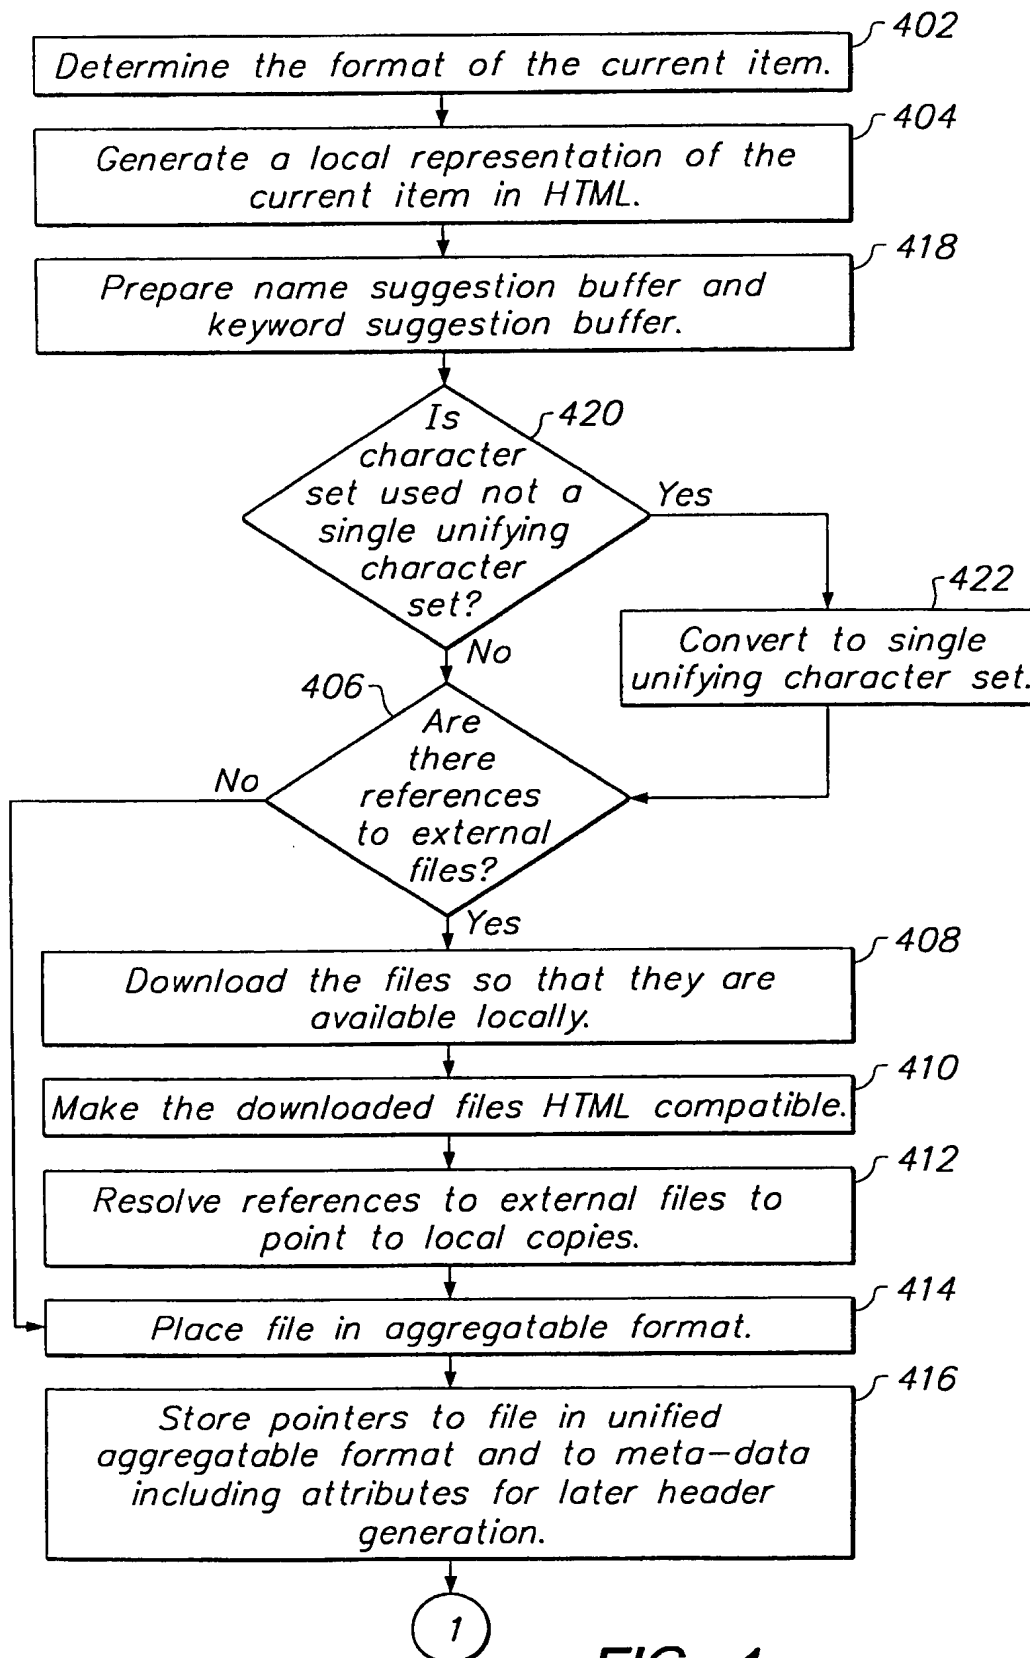 402
Determine the format of the current item.
404
Generate a local representation of the
current item in HTML.
418
Prepare name suggestion buffer and
keyword suggestion buffer.
420
Is
character
set used not a
single unifying
character
set?
Yes
No
422
Convert to single
unifying character set.
406
Are
there
references
to external
files?
No
Yes
408
Download the files so that they are
available locally.
410
Make the downloaded files HTML compatible.
412
Resolve references to external files to
point to local copies.
414
Place file in aggregatable format.
416
Store pointers to file in unified
aggregatable format and to meta-data
including attributes for later header
generation.
1